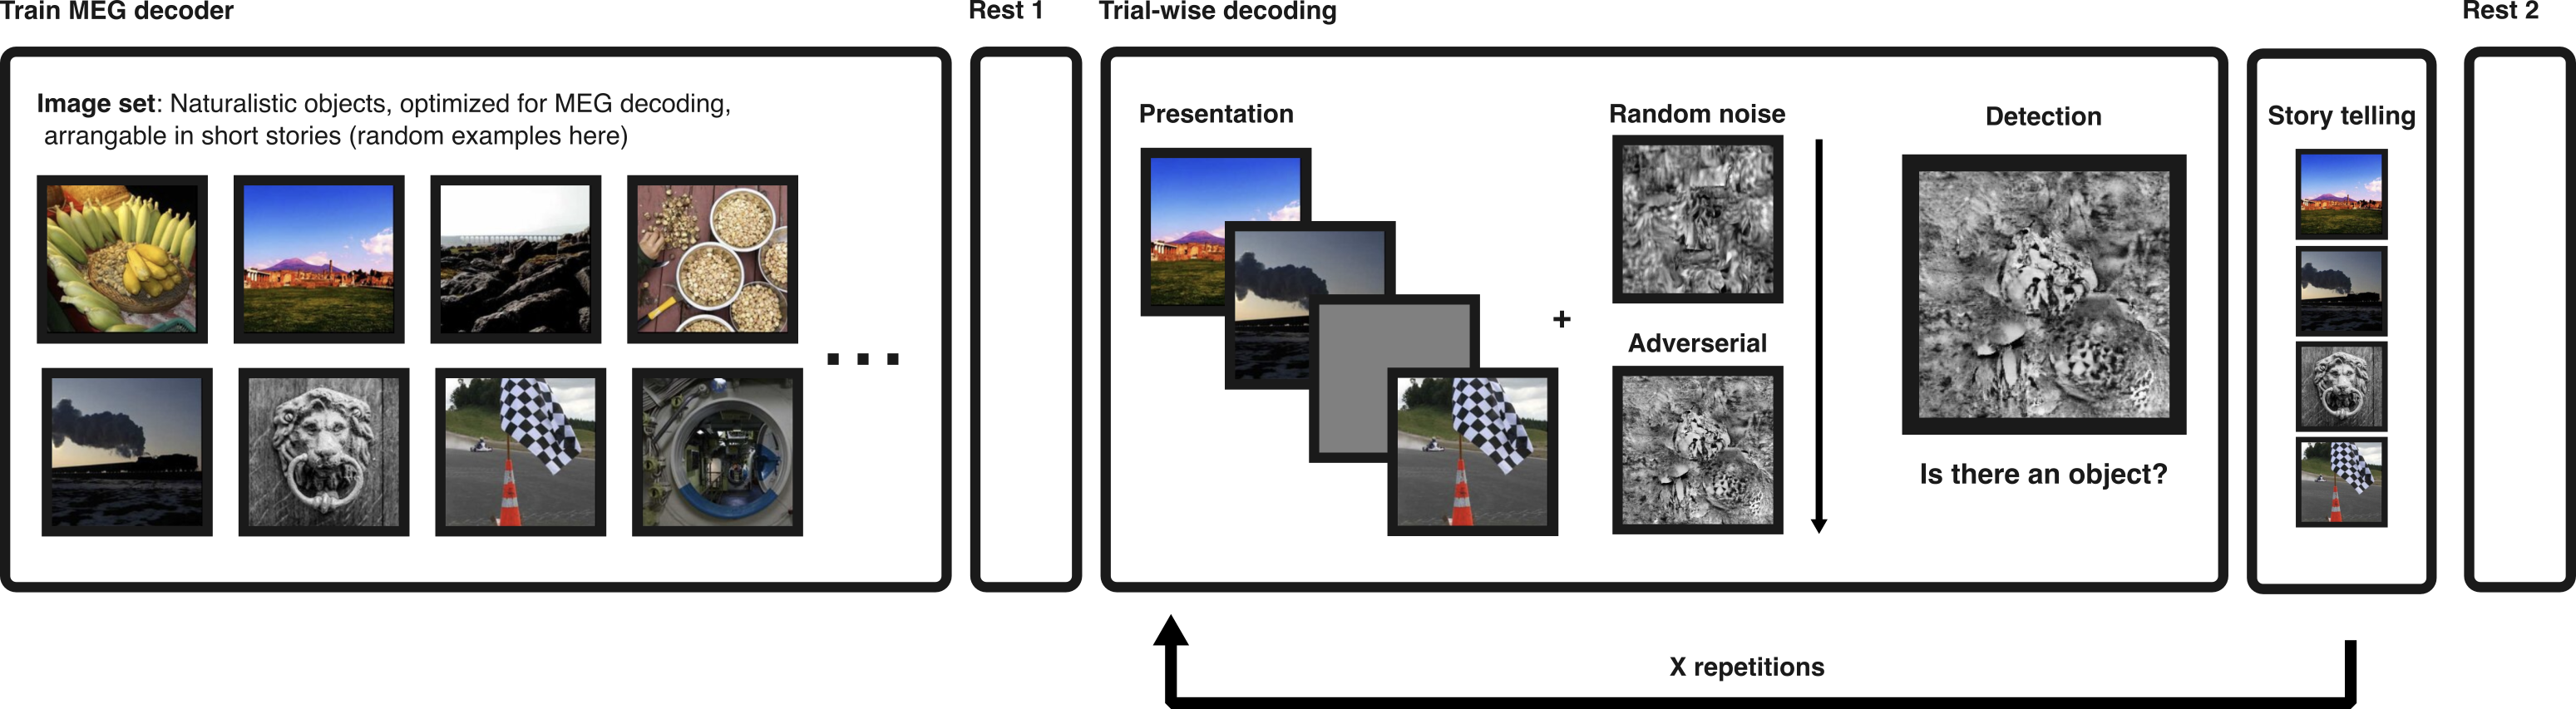 Train MEG decoder
Rest 1
Trial-wise decoding
Rest 2
Image set: Naturalistic objects, optimized for MEG decoding,
arrangable in short stories (random examples here)
Presentation
Random noise
Detection
Story telling
+
Adverserial
Is there an object?
X repetitions